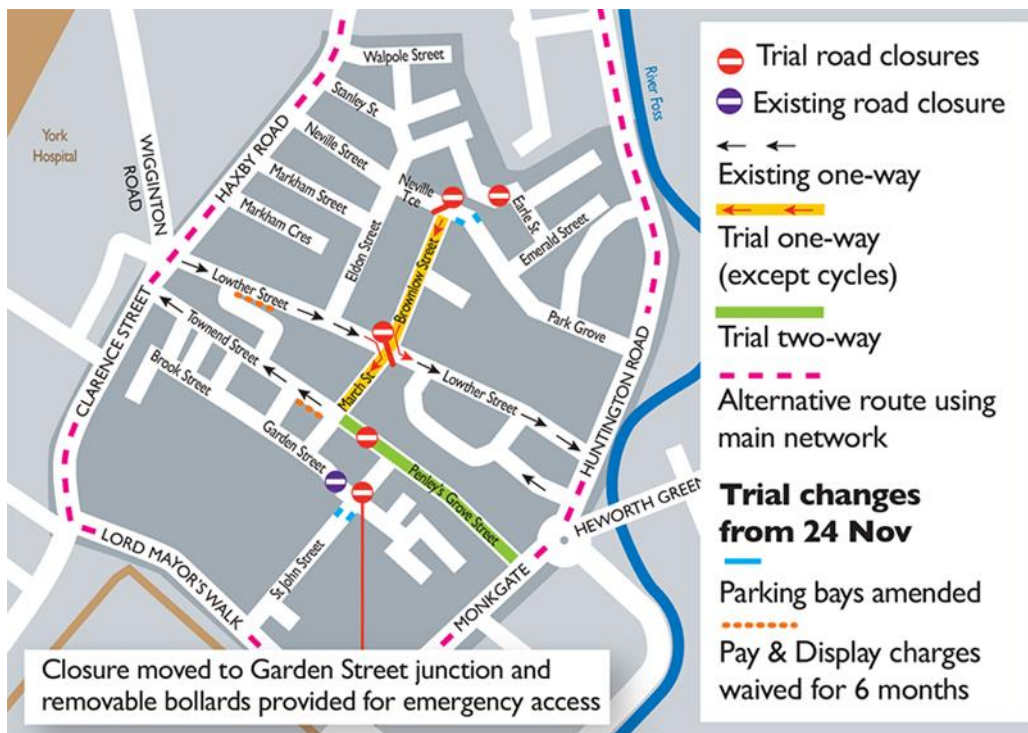 Walpole Street
Stanley St
Neville Street
Markham Street
Markham Cres
Neville
Tce
Earle St
Emerald Street
Eldon Street
Brownlow Street
Park Grove
York
Hospital
WIGGINTON
ROAD
HAXBY ROAD
River Foss
CLARENCE STREET
Lowther Street
Townend Street
Brook Street
Garden Street
March St
Lowther Street
Penley's Grove Street
HUNTINGTON ROAD
HEWORTH GREEN
St John Street
LORD MAYOR'S WALK
MONKGATE
Closure moved to Garden Street junction and
removable bollards provided for emergency access
Trial road closures
Existing road closure
Existing one-way
Trial one-way
(except cycles)
Trial two-way
Alternative route using
main network
Trial changes
from 24 Nov
Parking bays amended
Pay & Display charges
waived for 6 months